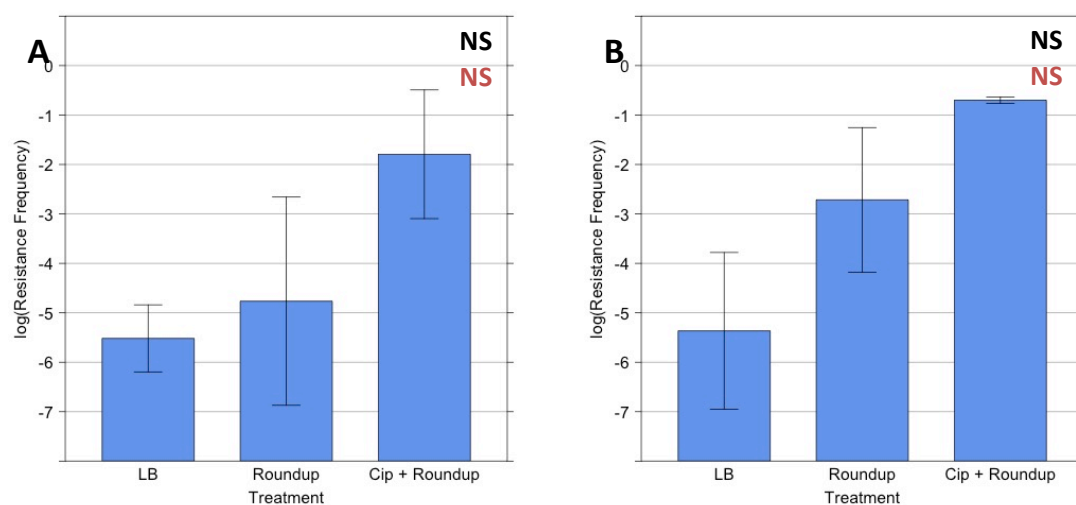 A
NS
NS
0
-1
-2
-3
-4
-5
-6
-7
log(Resistance Frequency)
LB Roundup Cip + Roundup
Treatment
B
NS
NS
0
-1
-2
-3
-4
-5
-6
-7
log(Resistance Frequency)
LB Roundup Cip + Roundup
Treatment